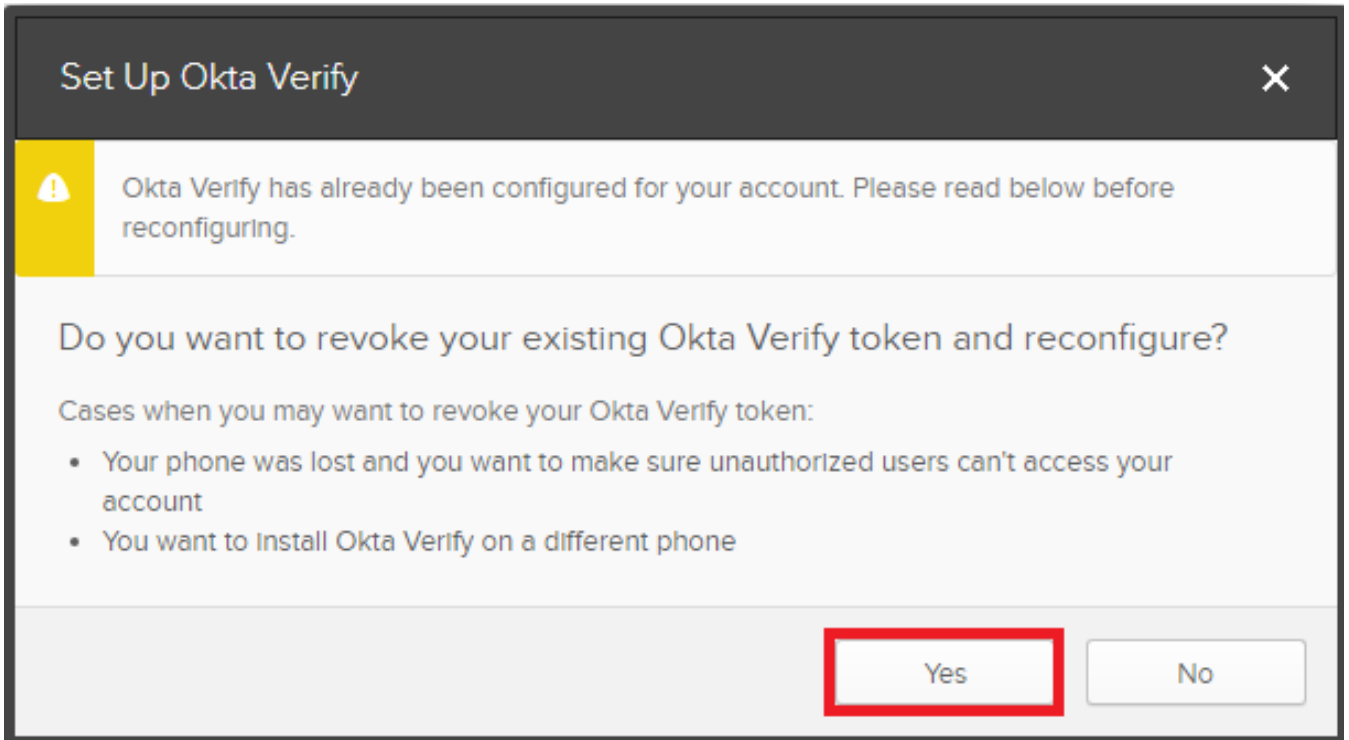 Set Up Okta Verify
Okta Verify has already been configured for your account. Please read below before
reconfiguring.
Do you want to revoke your existing Okta Verify token and reconfigure?
Cases when you may want to revoke your Okta Verify token:
• Your phone was lost and you want to make sure unauthorized users can't access your
account
• You want to install Okta Verify on a different phone
Yes
No